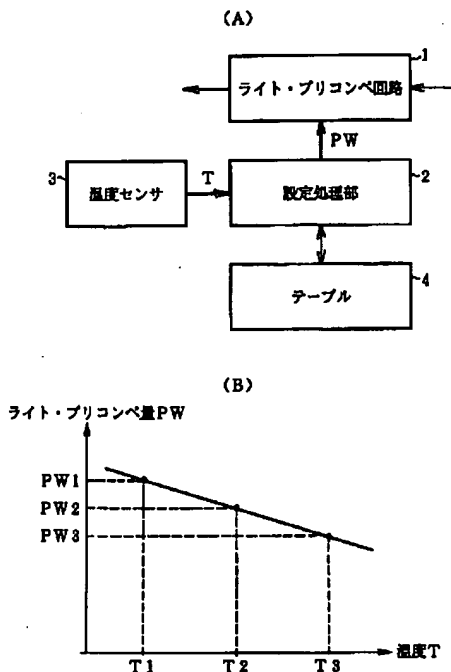 (A)
1
ライト・プリコンペ回路
PW
3
温度センサ
T
2
設定処理部
4
テーブル
(B)
ライト・プリコンペ量PW
PW1
PW2
PW3
T1
T2
T3
温度T